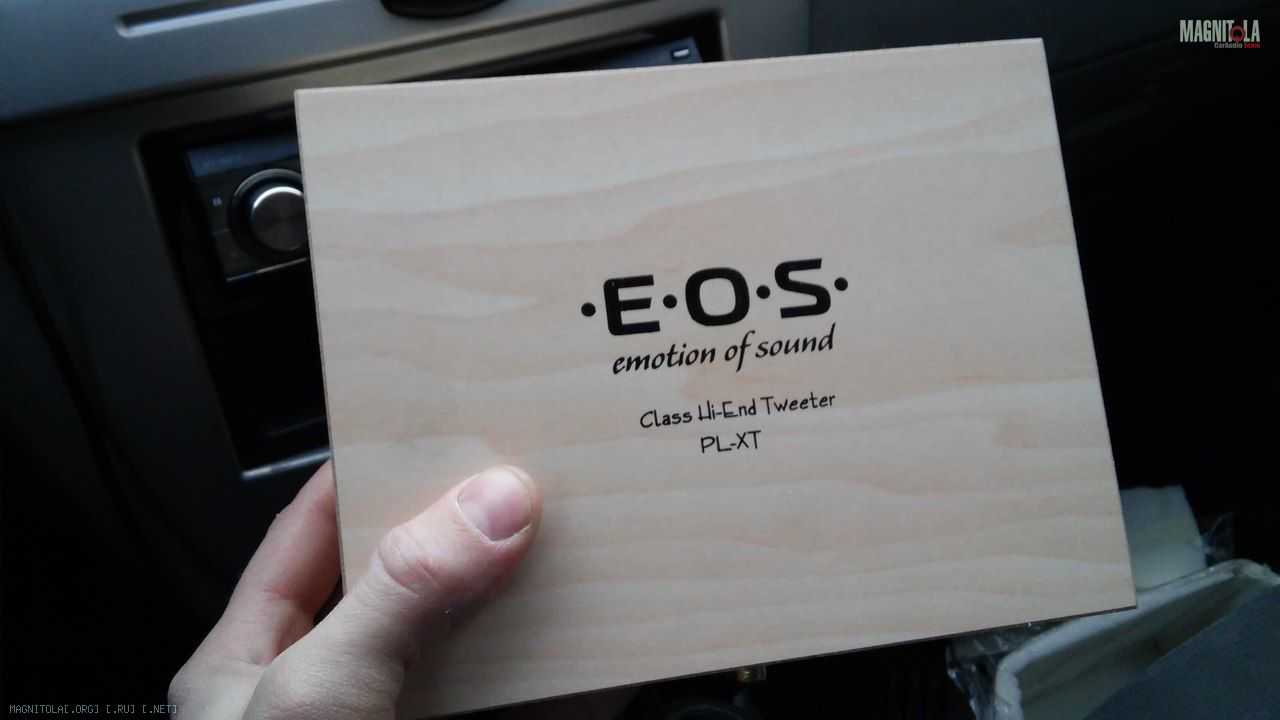 MAGNITOLA
CarAudio Team
·E·O·S·
emotion of sound
Class Hi-End Tweeter
PL-XT
MAGNITOLA[.ORG] [.RU] [.NET]